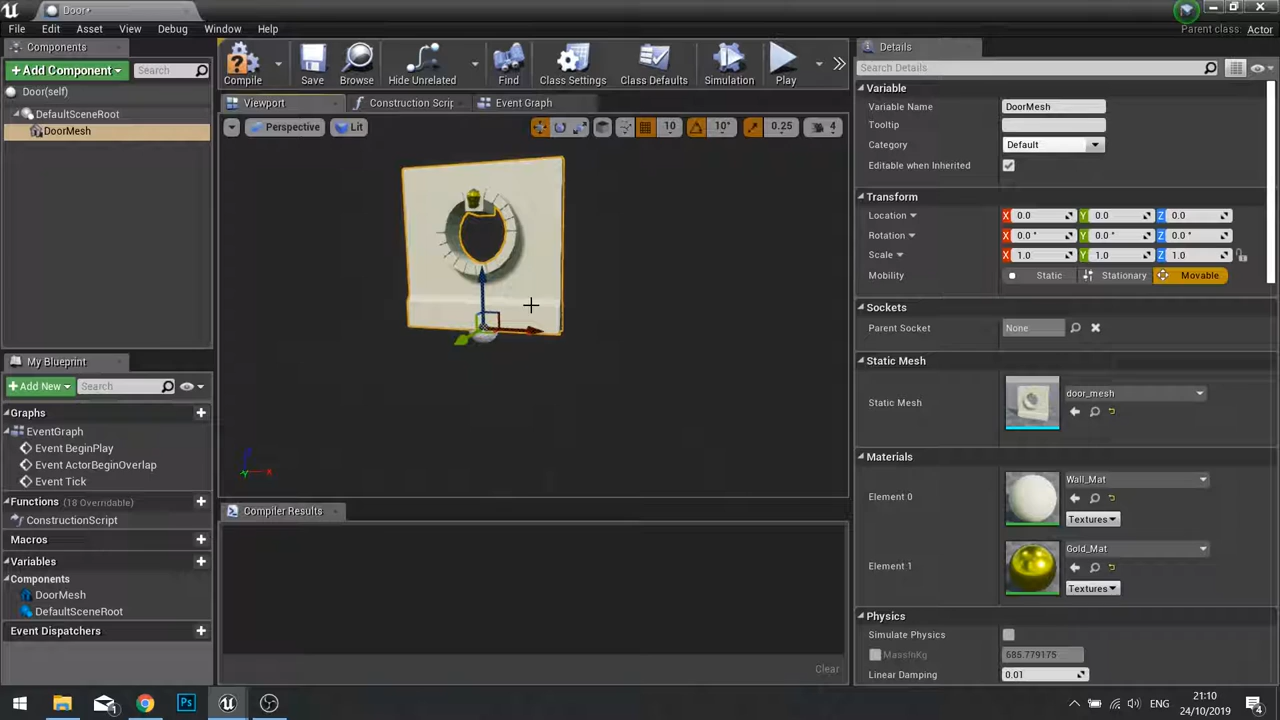 Door*
File Edit Asset View Debug Window Help
Parent class: Actor
Components
Add Component
Search
Door(self)
DefaultSceneRoot
DoorMesh
Compile
Save
Browse
Hide Unrelated
Find
Class Settings
Class Defaults
Simulation
Play
Viewport
Construction Scrip
Event Graph
Perspective
Lit
10
10°
0.25
4
My Blueprint
Add New
Search
Graphs
EventGraph
Event BeginPlay
Event ActorBeginOverlap
Event Tick
Functions (18 Overridable)
ConstructionScript
Macros
Variables
Components
DoorMesh
DefaultSceneRoot
Event Dispatchers
Compiler Results
Clear
Details
Search Details
Variable
Variable Name DoorMesh
Tooltip
Category Default
Editable when Inherited
Transform
Location X 0.0 Y 0.0 Z 0.0
Rotation X 0.0 ° Y 0.0 ° Z 0.0 °
Scale X 1.0 Y 1.0 Z 1.0
Mobility Static Stationary Movable
Sockets
Parent Socket None
Static Mesh
Static Mesh door_mesh
Materials
Element 0 Wall_Mat
Textures
Element 1 Gold_Mat
Textures
Physics
Simulate Physics
MassInKg 685.779175
Linear Damping 0.01
Ps
ENG
21:10
24/10/2019
4